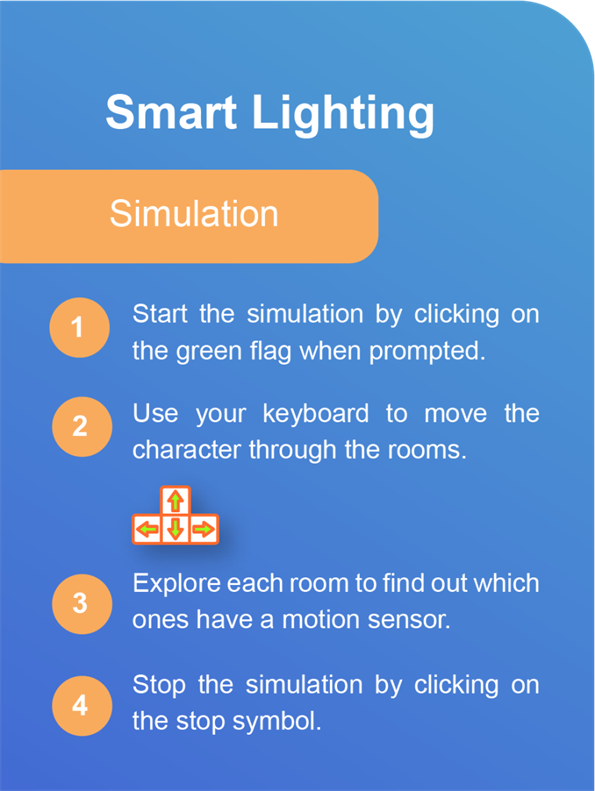 Smart Lighting
Simulation
1
Start the simulation by clicking on
the green flag when prompted.
2
Use your keyboard to move the
character through the rooms.
3
Explore each room to find out which
ones have a motion sensor.
4
Stop the simulation by clicking on
the stop symbol.